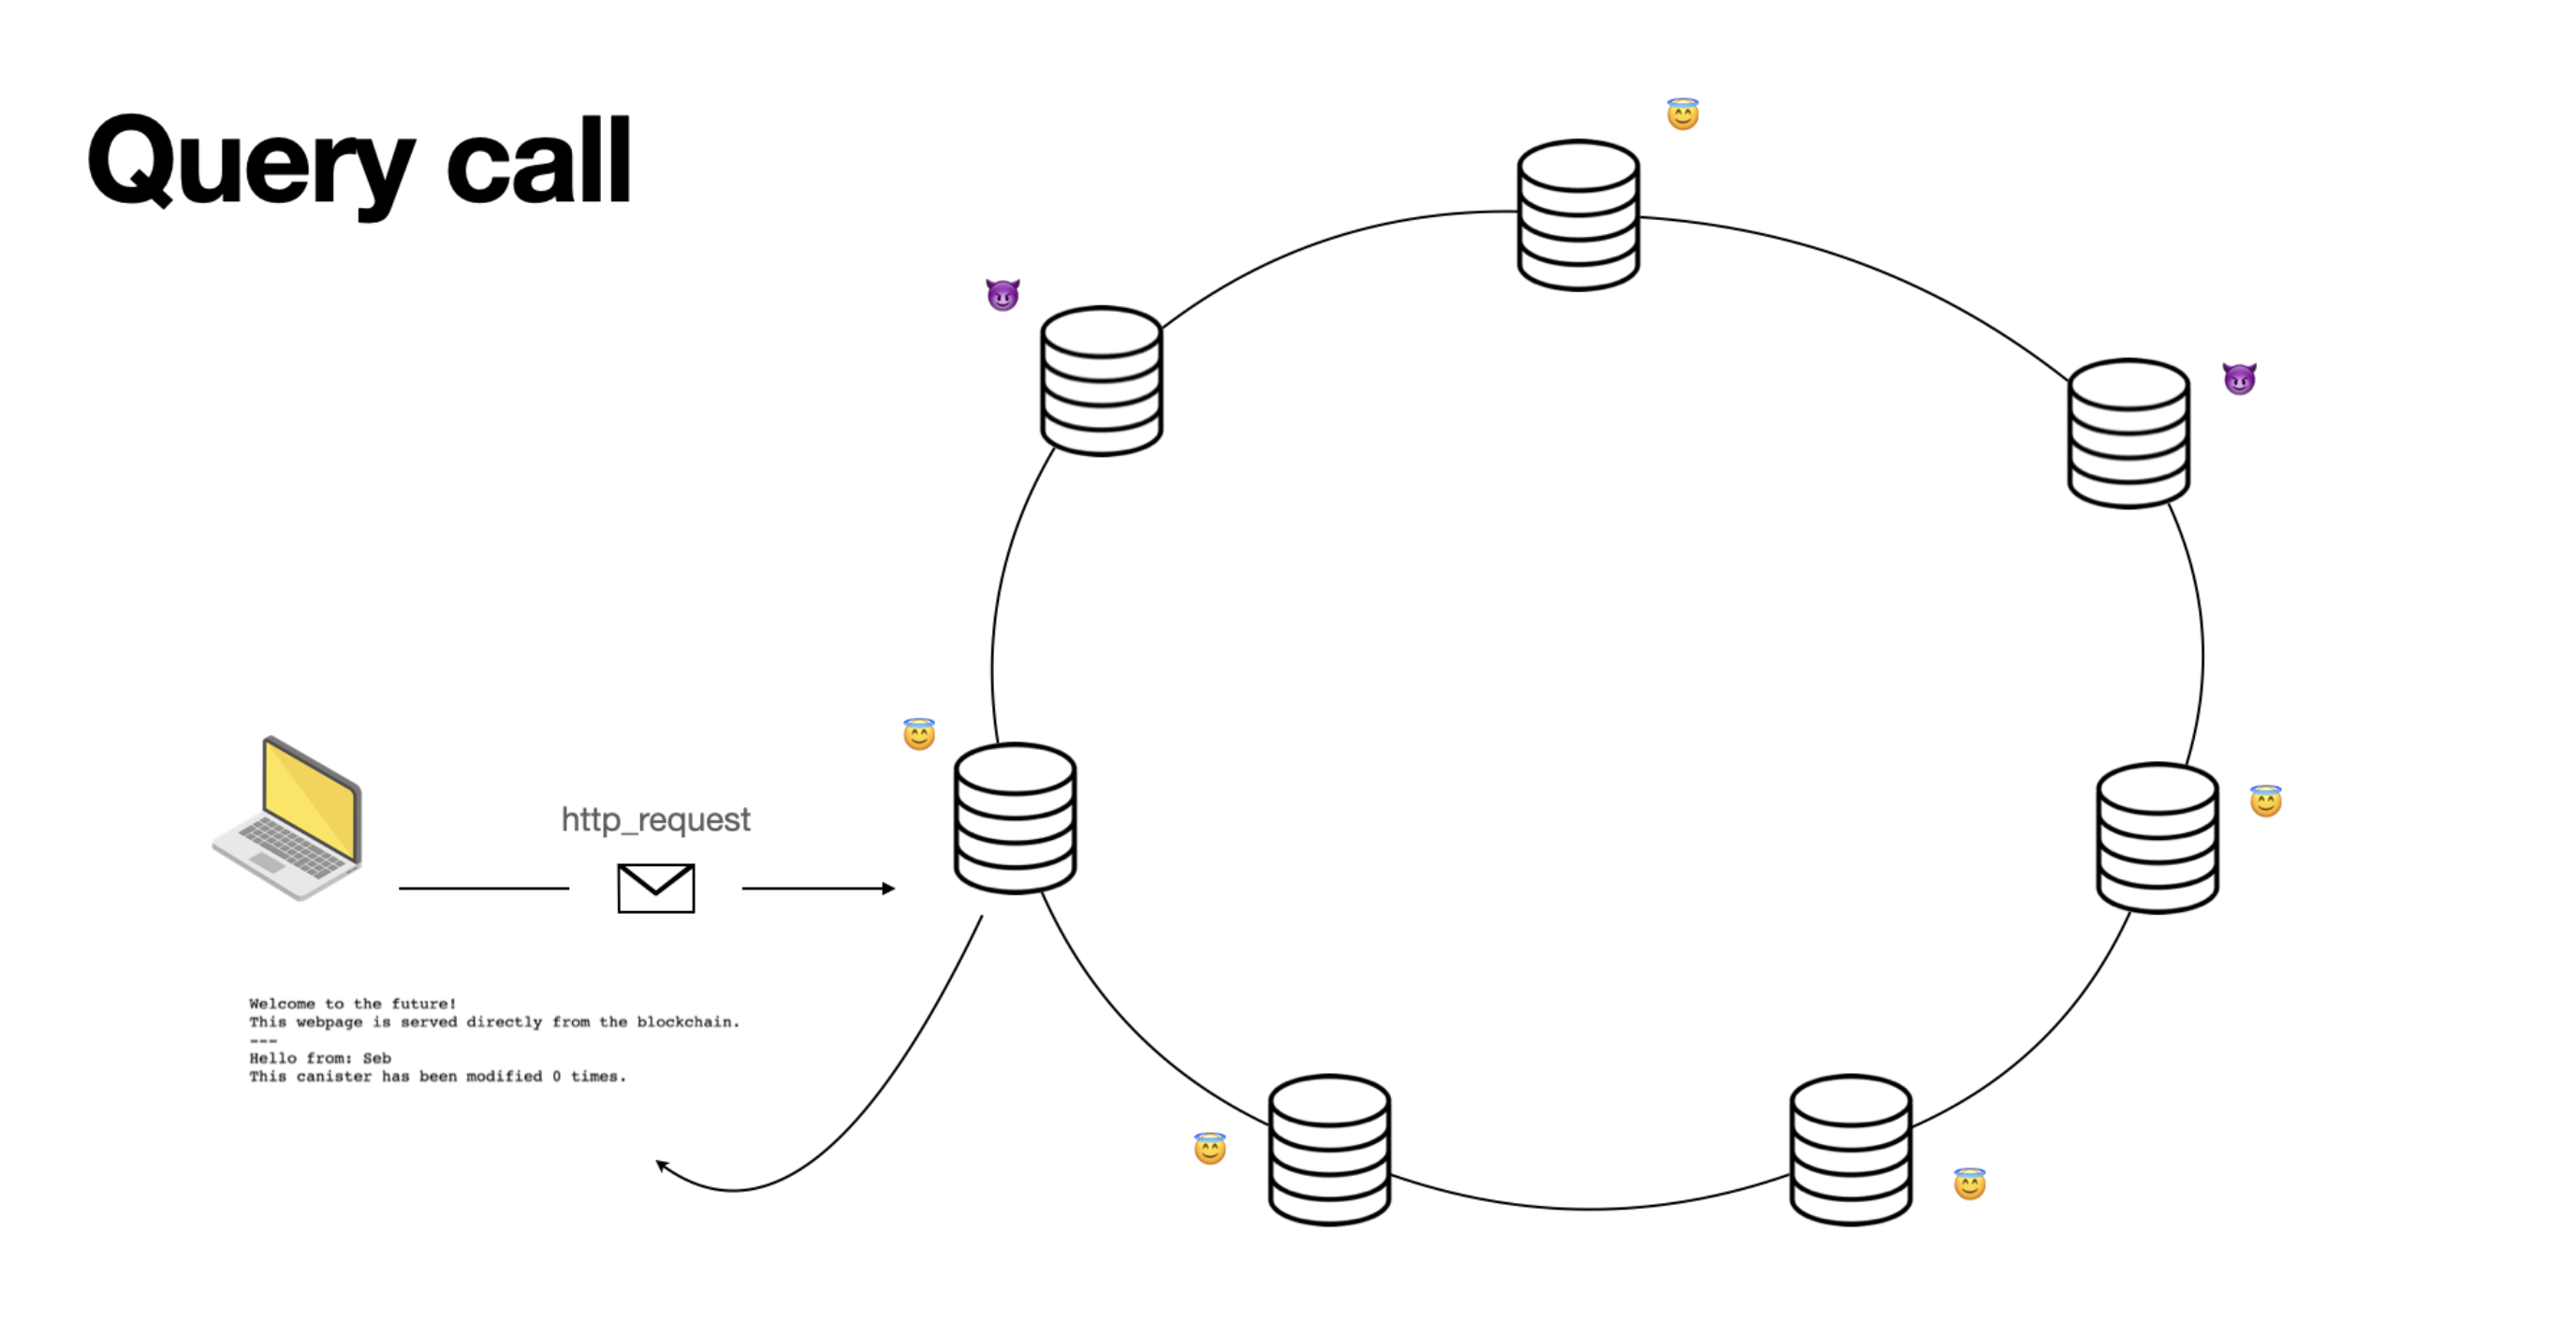 Query call
http_request
Welcome to the future!
This webpage is served directly from the blockchain.
---
Hello from: Seb
This canister has been modified 0 times.